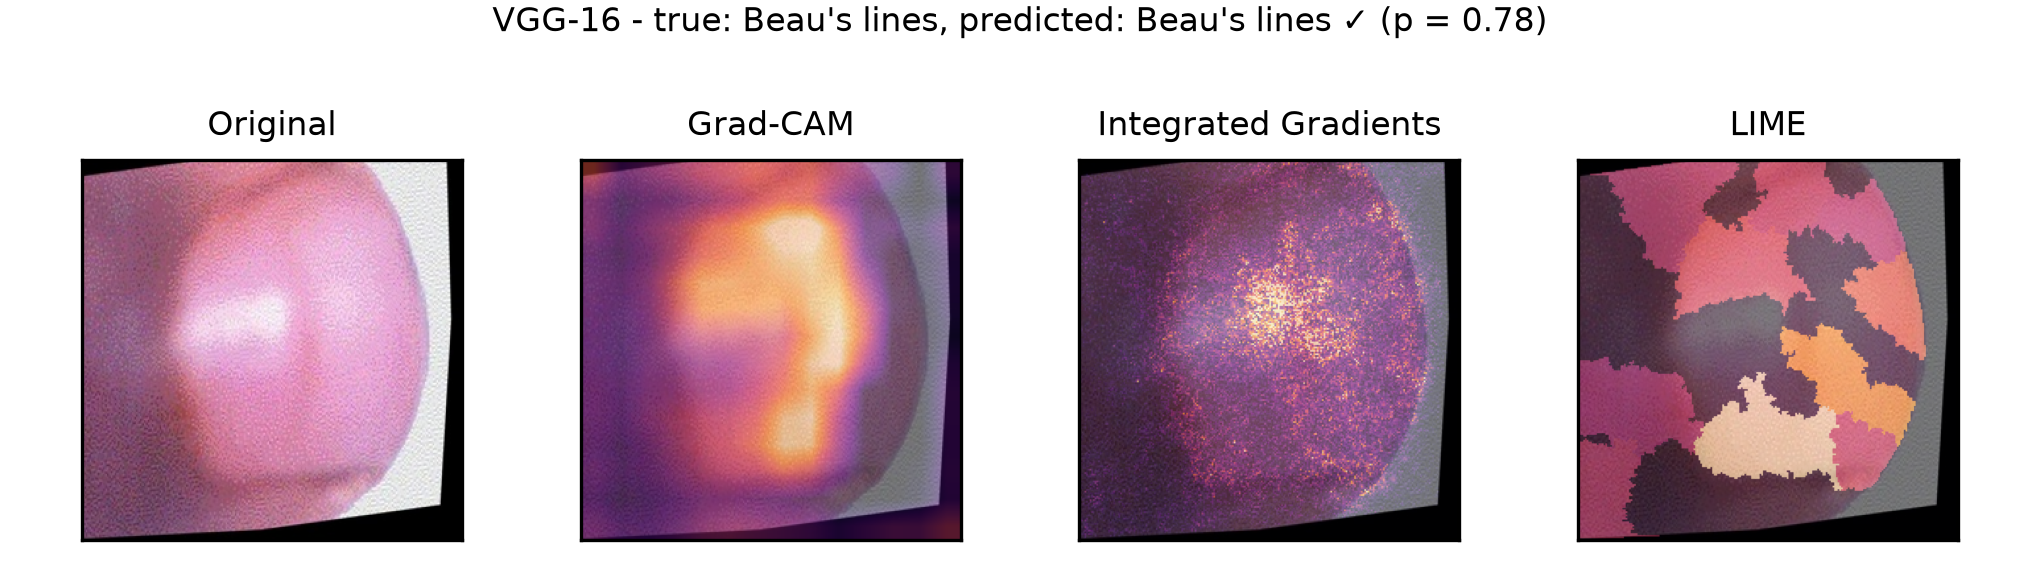 VGG-16 - true: Beau's lines, predicted: Beau's lines ✓ (p = 0.78)
Original
Grad-CAM
Integrated Gradients
LIME